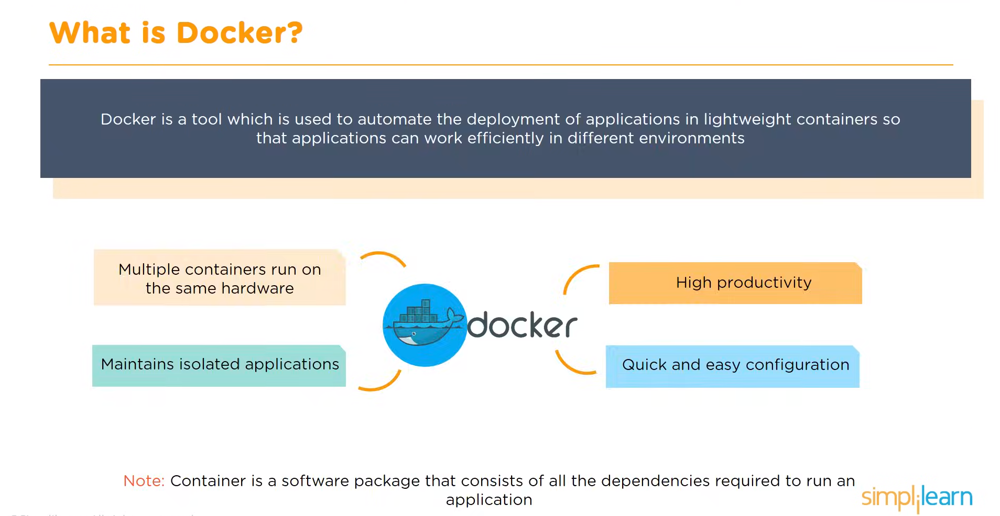 What is Docker?
Docker is a tool which is used to automate the deployment of applications in lightweight containers so
that applications can work efficiently in different environments
Multiple containers run on
the same hardware
High productivity
docker
Maintains isolated applications
Quick and easy configuration
Note: Container is a software package that consists of all the dependencies required to run an
application
simplilearn